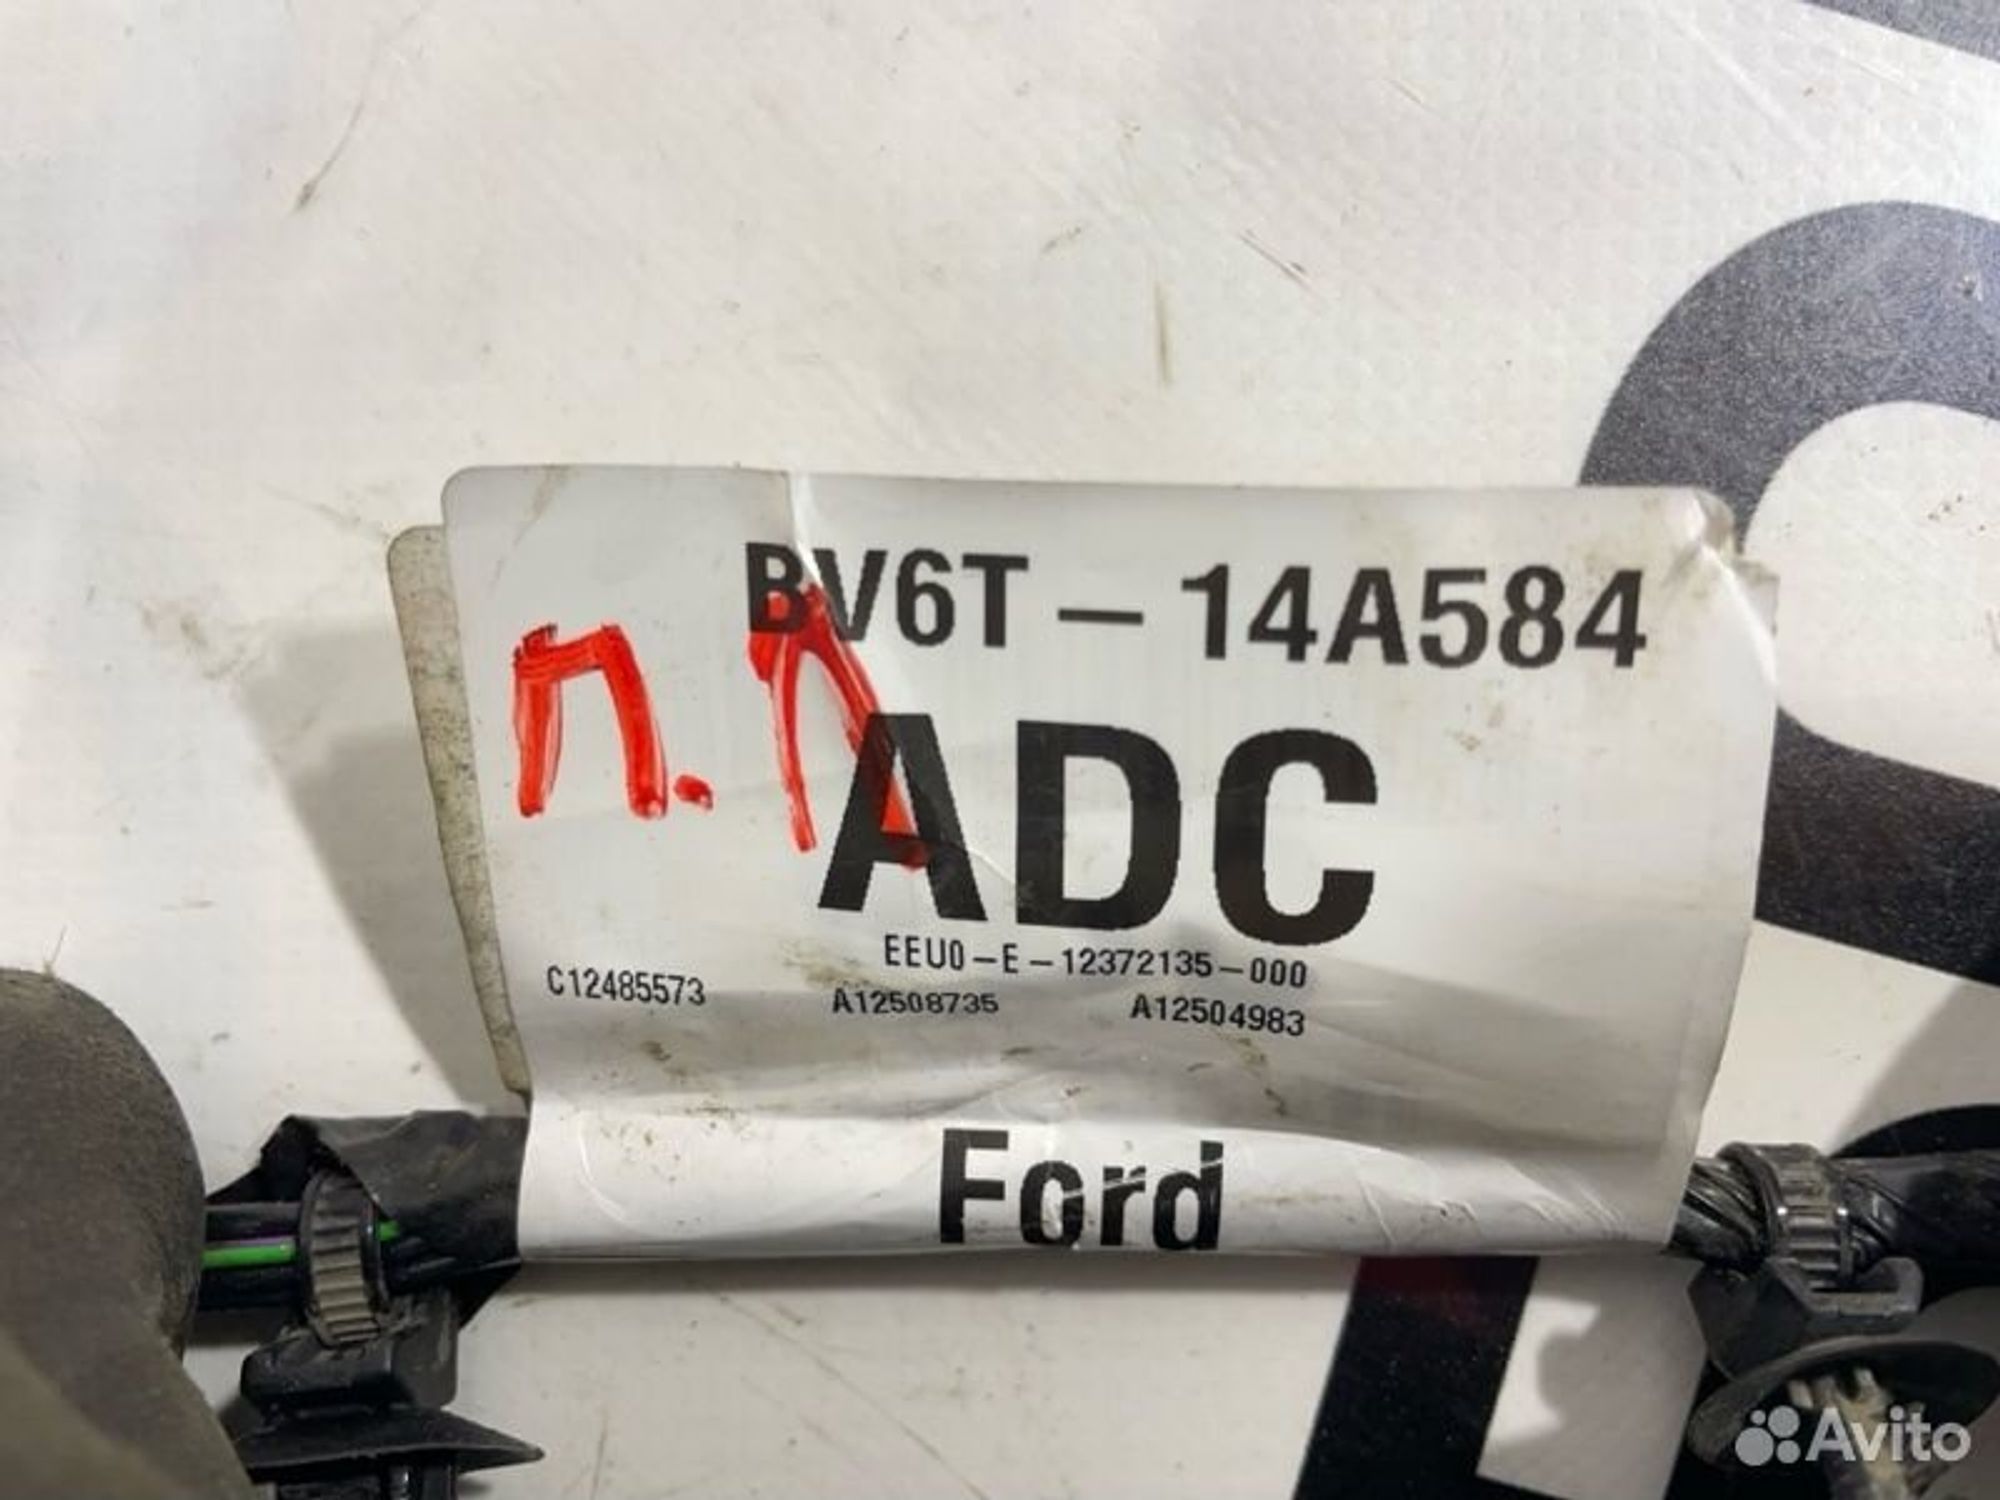 BV6T-14A584
п.л
ADC
EEU0-E-12372135-000
C12485573 A12508735 A12504983
Ford
Avito